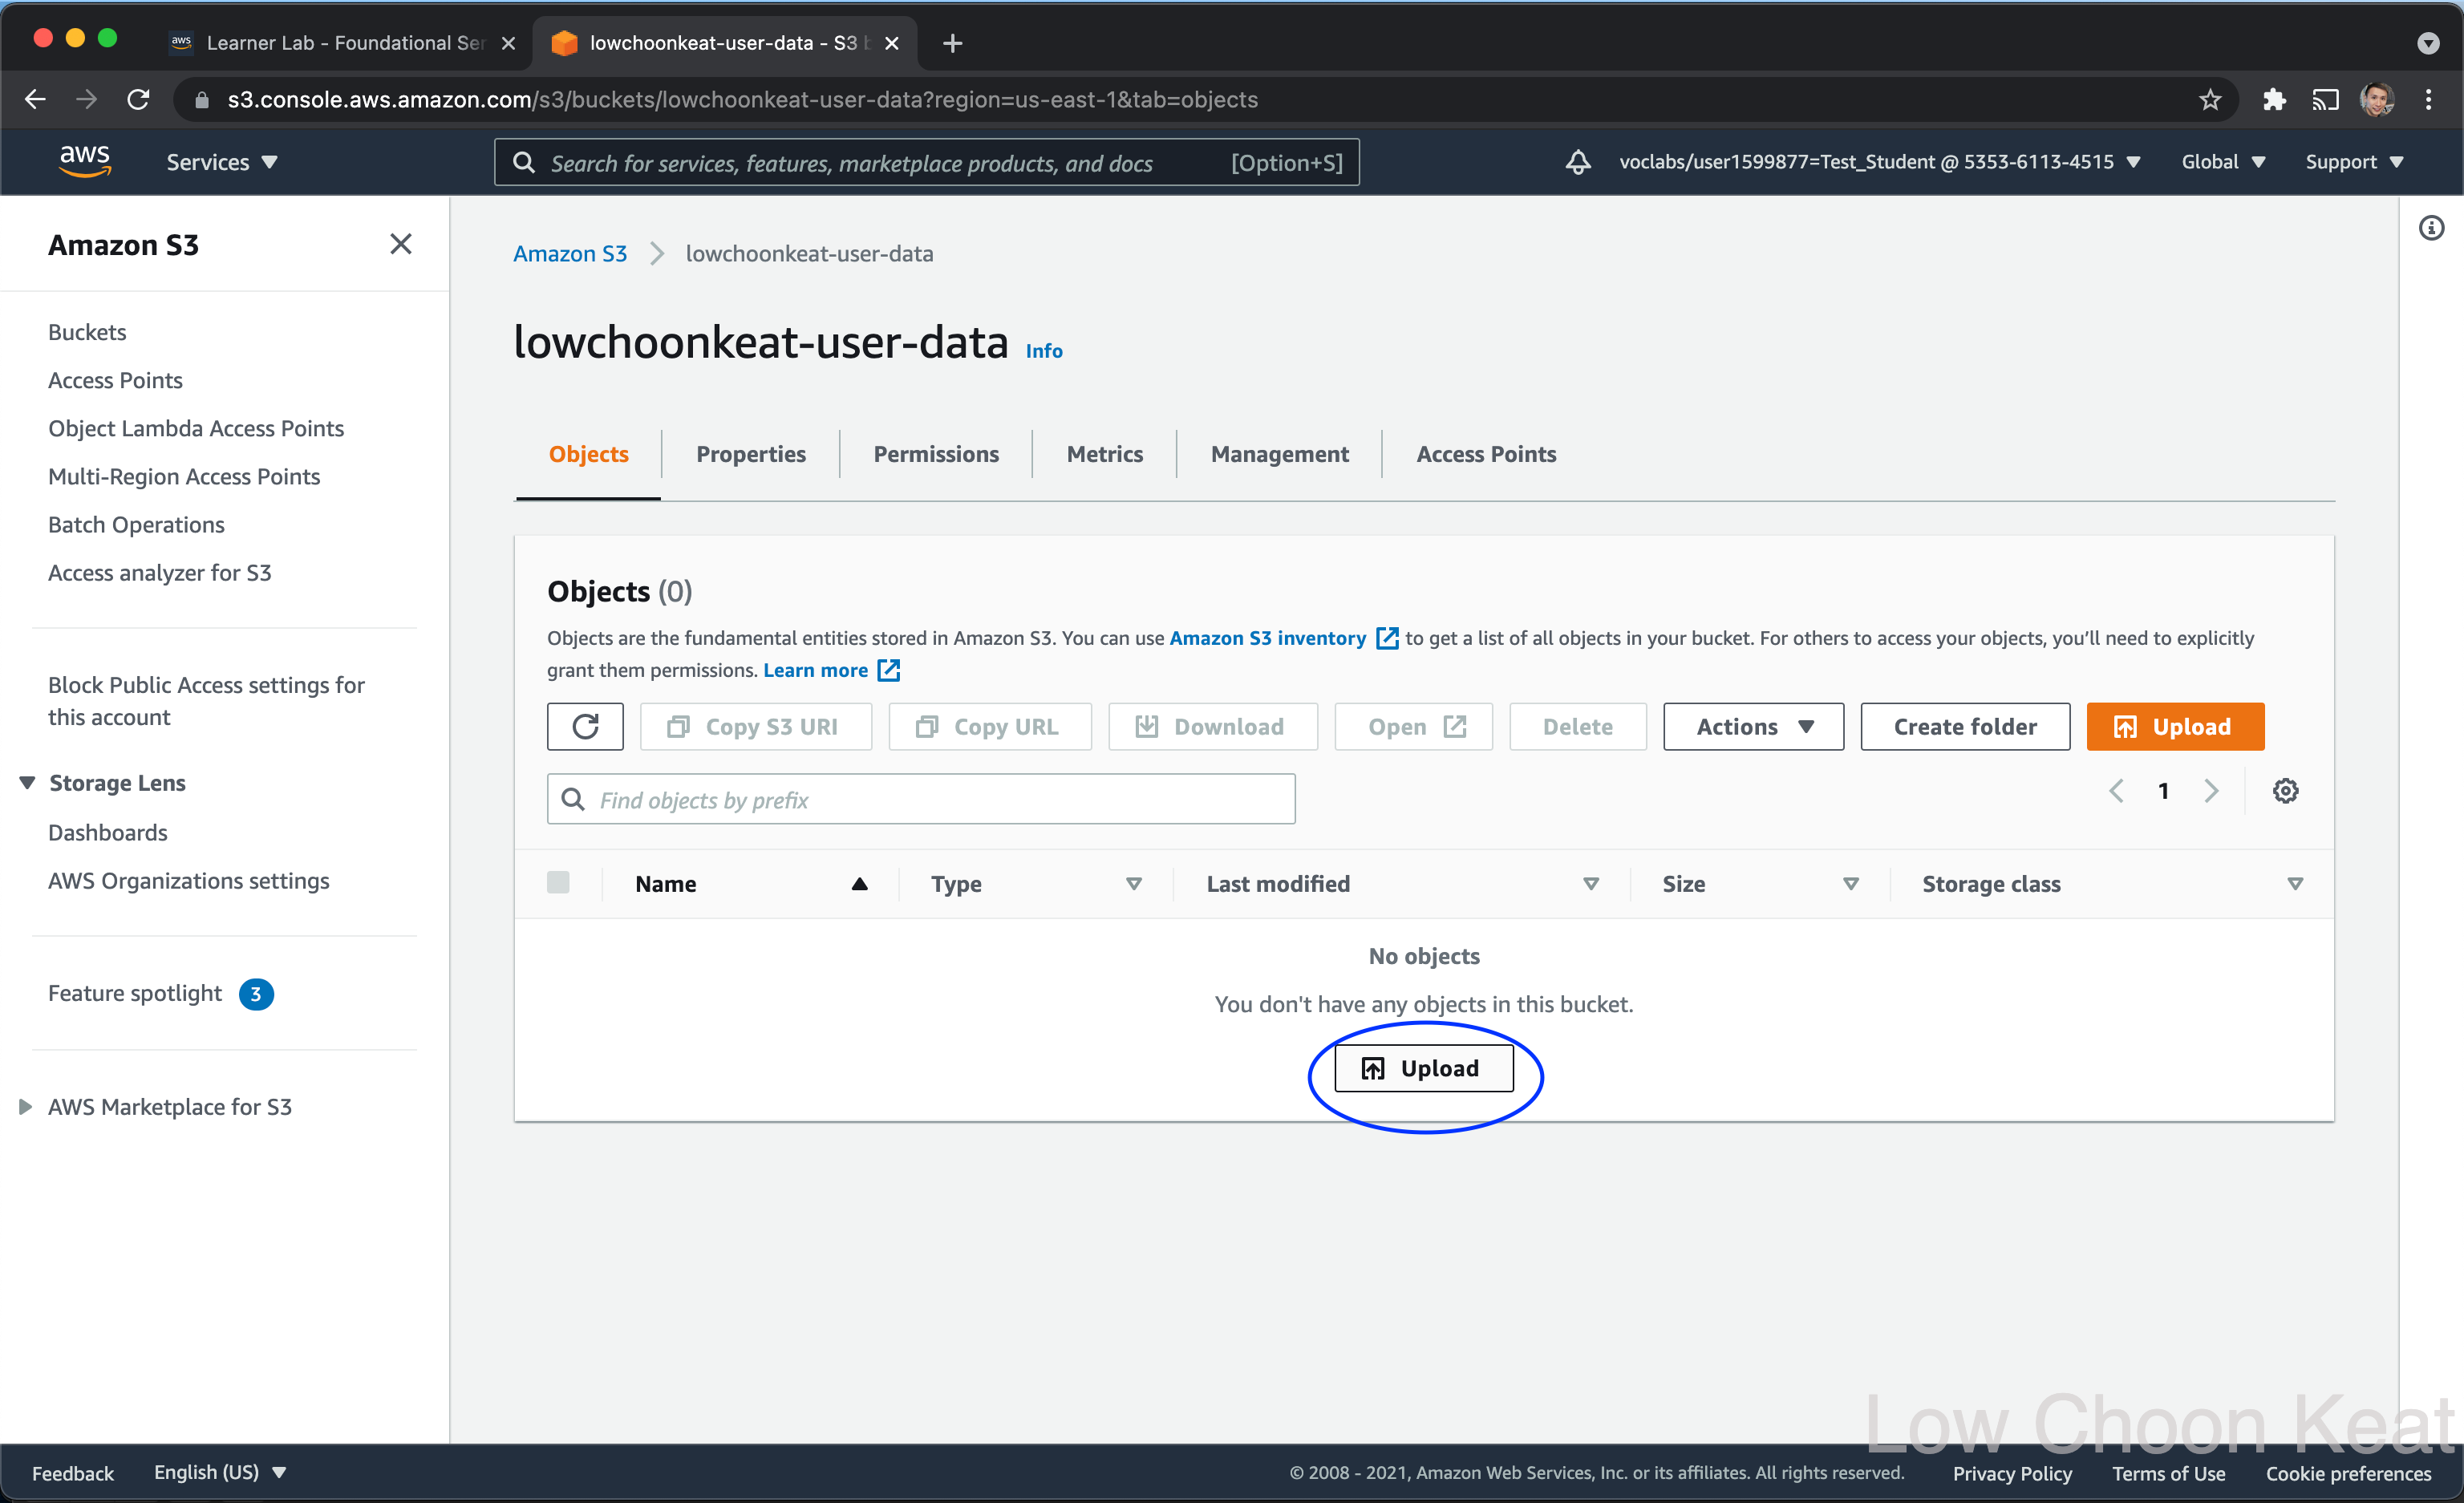 aws Learner Lab - Foundational Ser
lowchoonkeat-user-data - S3 b
s3.console.aws.amazon.com/s3/buckets/lowchoonkeat-user-data?region=us-east-1&tab=objects
aws Services Search for services, features, marketplace products, and docs [Option+S] voclabs/user1599877=Test_Student @ 5353-6113-4515 Global Support
Amazon S3
Buckets
Access Points
Object Lambda Access Points
Multi-Region Access Points
Batch Operations
Access analyzer for S3
Block Public Access settings for
this account
Storage Lens
Dashboards
AWS Organizations settings
Feature spotlight 3
AWS Marketplace for S3
Amazon S3 lowchoonkeat-user-data
lowchoonkeat-user-data Info
Objects Properties Permissions Metrics Management Access Points
Objects (0)
Objects are the fundamental entities stored in Amazon S3. You can use Amazon S3 inventory to get a list of all objects in your bucket. For others to access your objects, you'll need to explicitly
grant them permissions. Learn more
Copy S3 URI Copy URL Download Open Delete Actions Create folder Upload
Find objects by prefix 1
Name Type Last modified Size Storage class
No objects
You don't have any objects in this bucket.
Upload
Low Choon Keat
Feedback English (US) © 2008 - 2021, Amazon Web Services, Inc. or its affiliates. All rights reserved. Privacy Policy Terms of Use Cookie preferences